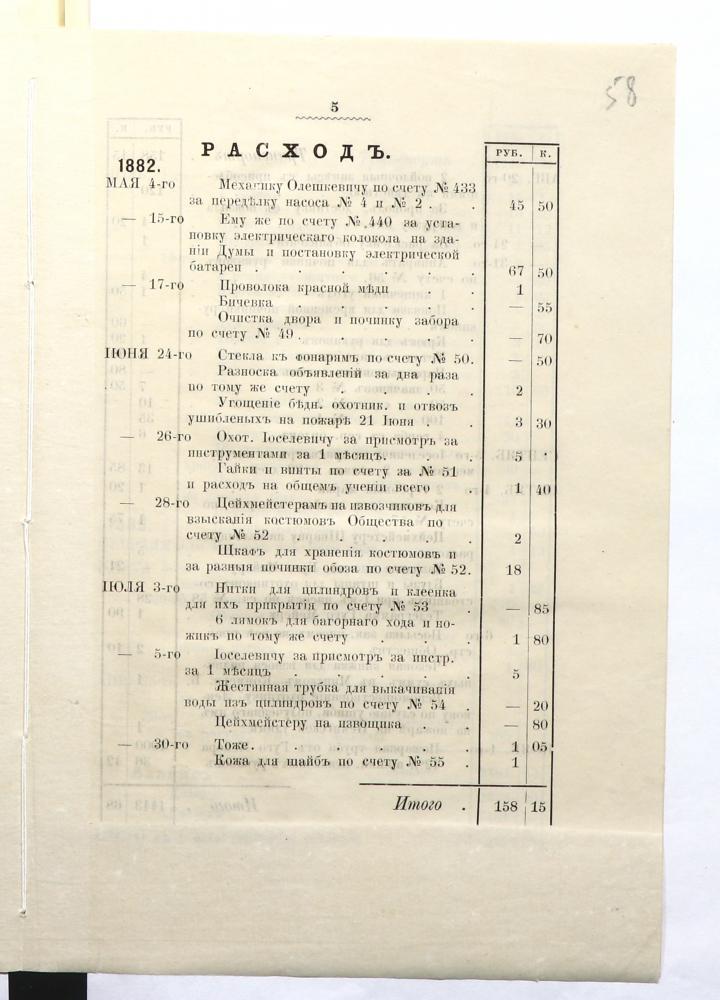 58
5
РАСХОДЪ.
РУБ. К.
1882.
МАЯ 4-го Механику Олешкевичу по счету № 433
за передѣлку насоса № 4 и № 2 . . 45 50
— 15-го Ему же по счету № 440 за уста-
новку электрическаго колокола на зда-
ніи Думы и постановку электрической
батареи . . . . . . 67 50
— 17-го Проволока красной мѣди . . 1
Бичевка . . . . — 55
Очистка двора и починку забора
по счету № 49 . . . . . — 70
ІЮНЯ 24-го Стекла къ фонарямъ по счету № 50. — 50
Разноска объявленій за два раза
по тому же счету . . . . 2
Угощеніе бѣдн. охотник. и отвозъ
ушибленыхъ на пожарѣ 21 Іюня . . 3 30
— 26-го Охот. Іоселевичу за присмотръ за
инструментами за 1 мѣсяцъ. . . 5
Гайки и винты по счету за № 51
и расходъ на общемъ ученіи всего . 1 40
— 28-го Цейхмейстерамъ на извозчиковъ для
взысканія костюмовъ Общества по
счету № 52 . . . . . 2
Шкафъ для храненія костюмовъ и
за разныя починки обоза по счету № 52. 18
ІЮЛЯ 3-го Нитки для цилиндровъ и клеенка
для ихъ прикрытія по счету № 53 . — 85
6 лямокъ для багорнаго хода и но-
жикъ по тому же счету . . . 1 80
— 5-го Іоселевичу за присмотръ за инстр.
за 1 мѣсяцъ . . . . . 5
Жестянная трубка для выкачиванія
воды изъ цилиндровъ по счету № 54 . — 20
Цейхмейстеру на извощика . . — 80
— 30-го Тоже. . . . . . 1 05
Кожа для шайбъ по счету № 55 . 1
Итого . 158 15